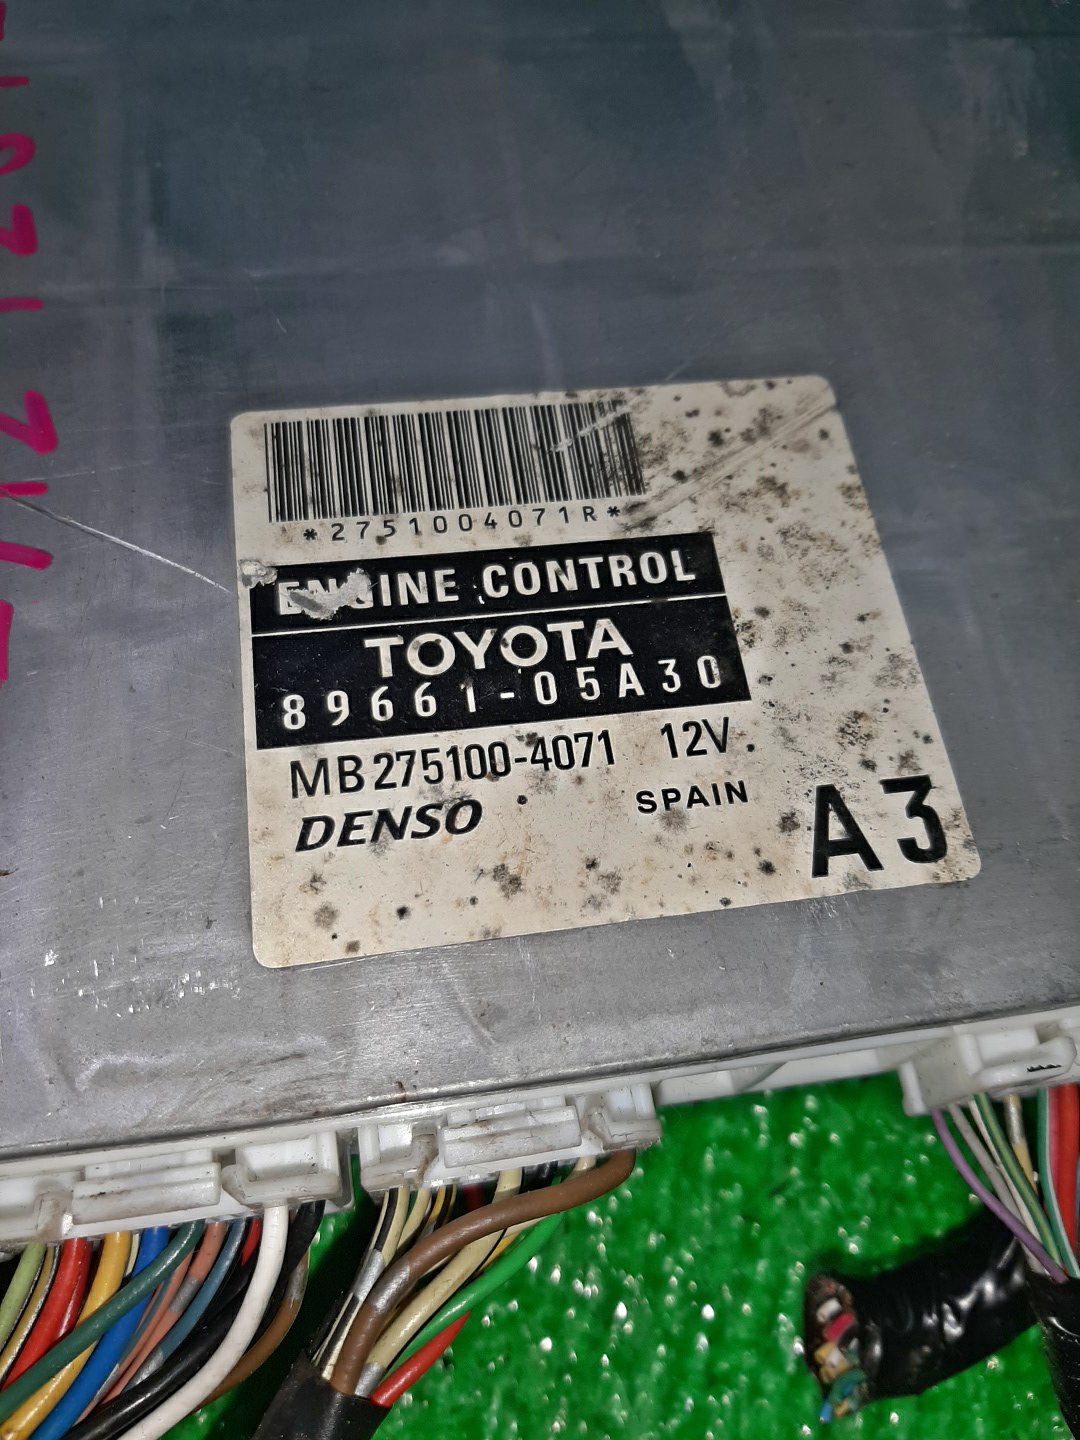 *2751004071R*
ENGINE CONTROL
TOYOTA
89661-05A30
MB275100-4071 12V
DENSO SPAIN
A3